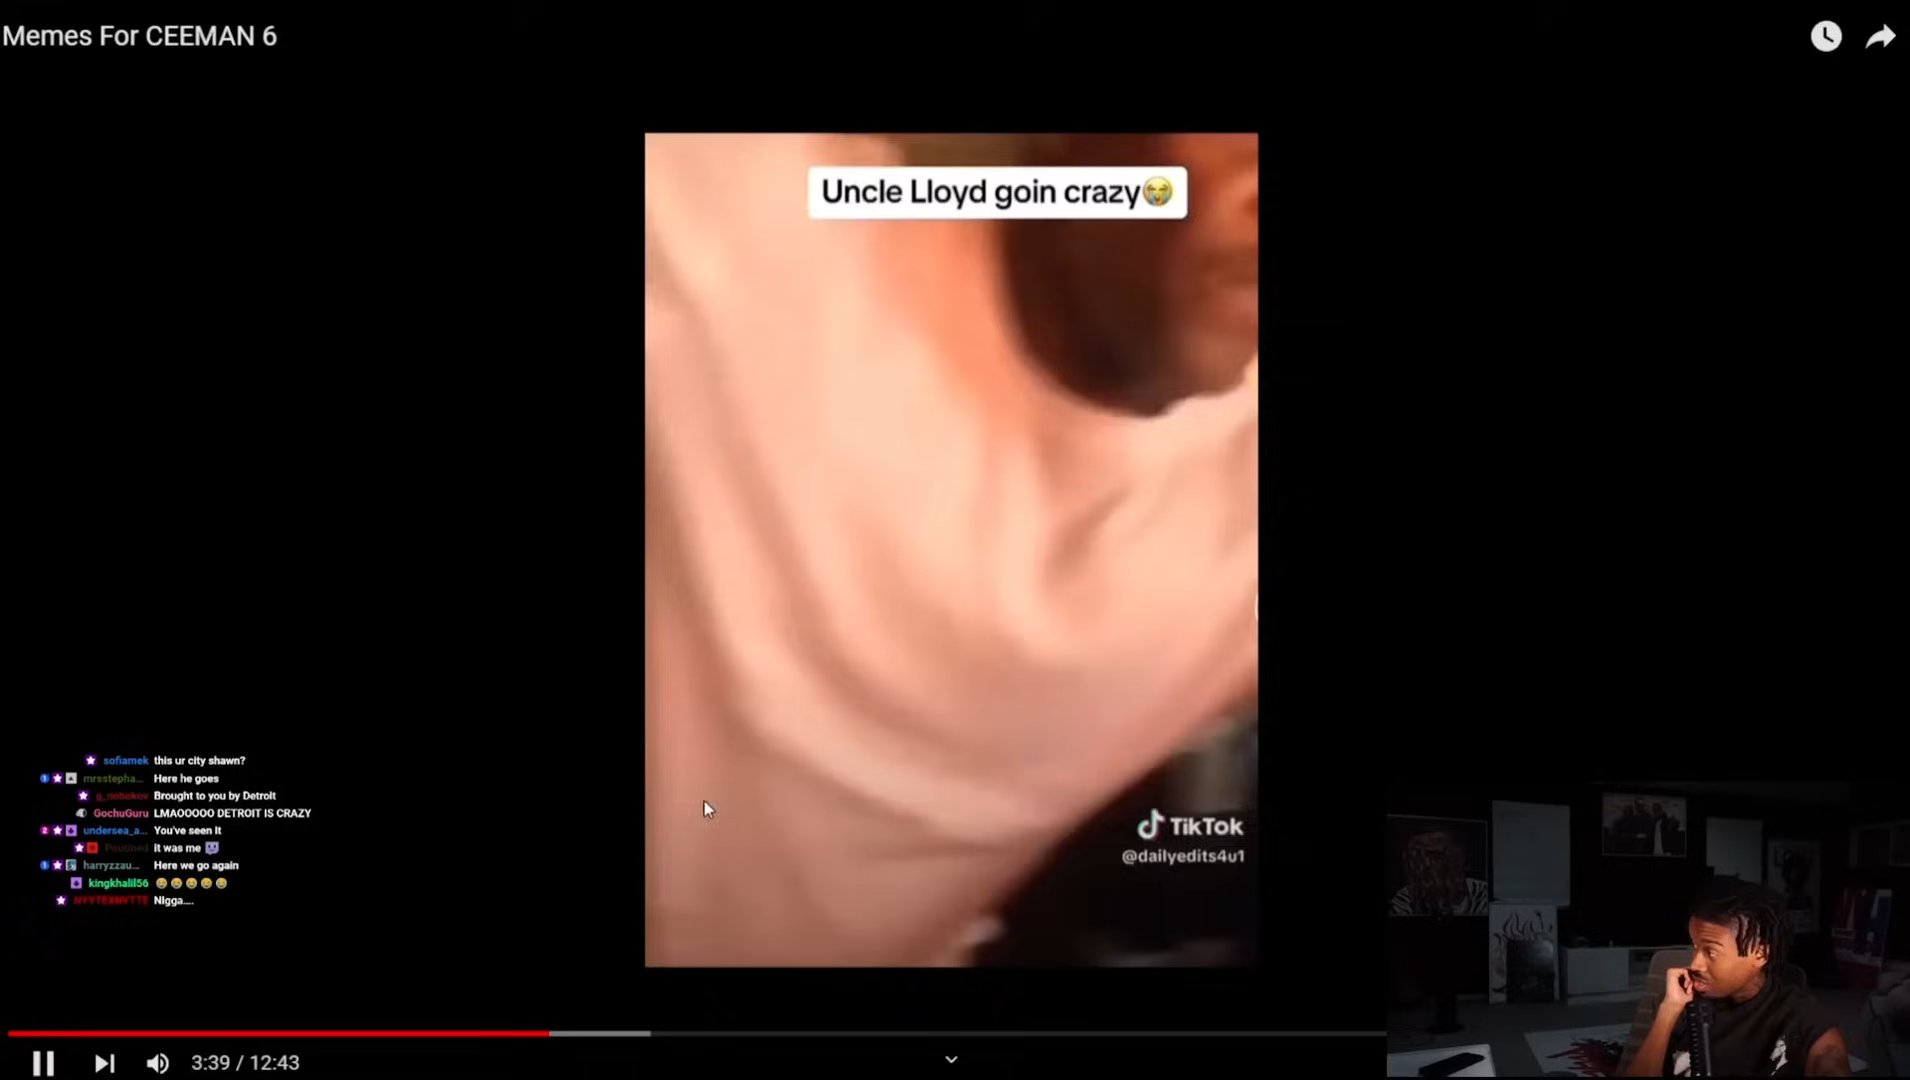 Memes For CEEMAN 6
Uncle Lloyd goin crazy😭
sofiamek this ur city shawn?
mrsstepha... Here he goes
g_nobokov Brought to you by Detroit
GochuGuru LMAOOOOO DETROIT IS CRAZY
undersea_a... You've seen it
Poutined it was me
harryzzau... Here we go again
kingkhalil56 😂😂😂😂😂
NIgga....
TikTok
@dailyedits4u1
3:39 / 12:43